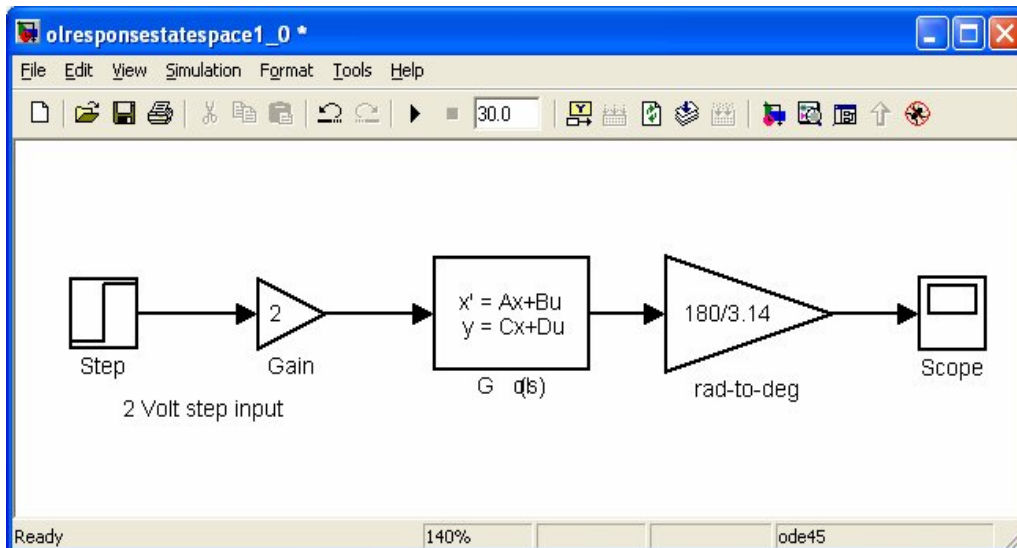 olresponsestatespace1_0 *
File Edit View Simulation Format Tools Help
30.0
2
x' = Ax+Bu
y = Cx+Du
180/3.14
Step
Gain
G
rad-to-deg
Scope
2 Volt step input
Ready
140%
ode45